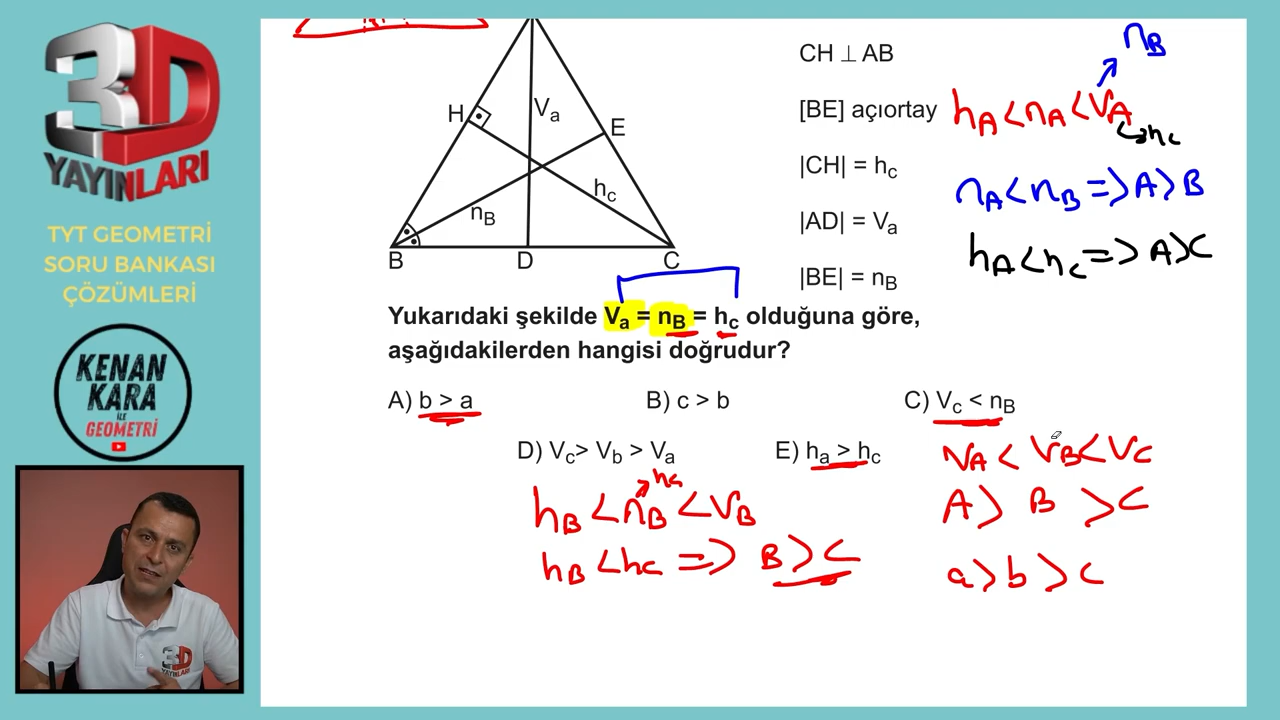 3D
YAYINLARI
TYT GEOMETRİ
SORU BANKASI
ÇÖZÜMLERİ
KENAN
KARA
İLE
GEOMETRİ
3D
YAYINLARI
H
Va
E
nB
hc
B
D
C
CH ⊥ AB
[BE] açıortay
|CH| = hc
|AD| = Va
|BE| = nB
nB
hA < nA < VA
hc
nA < nB => A > B
hA < hc => A > C
Yukarıdaki şekilde Va = nB = hc olduğuna göre,
aşağıdakilerden hangisi doğrudur?
A) b > a
B) c > b
C) Vc < nB
D) Vc> Vb > Va
E) ha > hc
hc
hB < nB < VB
hB < hc => B > C
VA < VB < VC
A > B > C
a > b > c